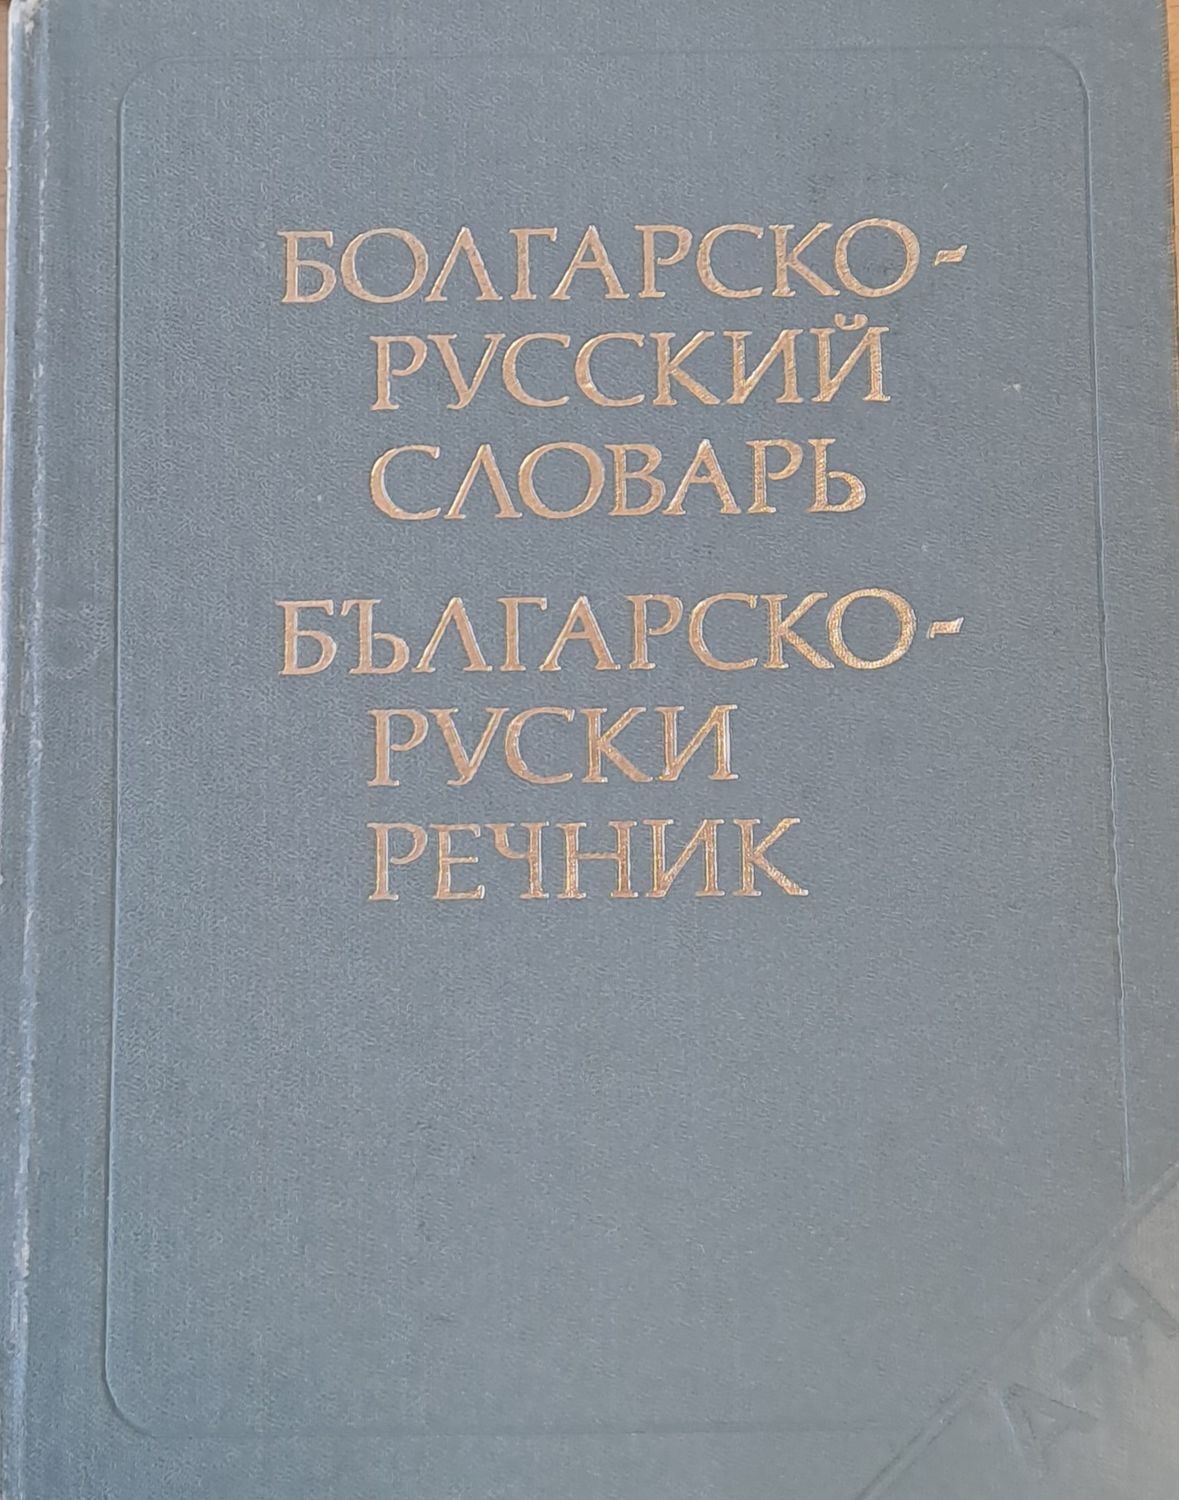 БОЛГАРСКО-
РУССКИЙ
СЛОВАРЬ
БЪЛГАРСКО-
РУСКИ
РЕЧНИК
А-Я